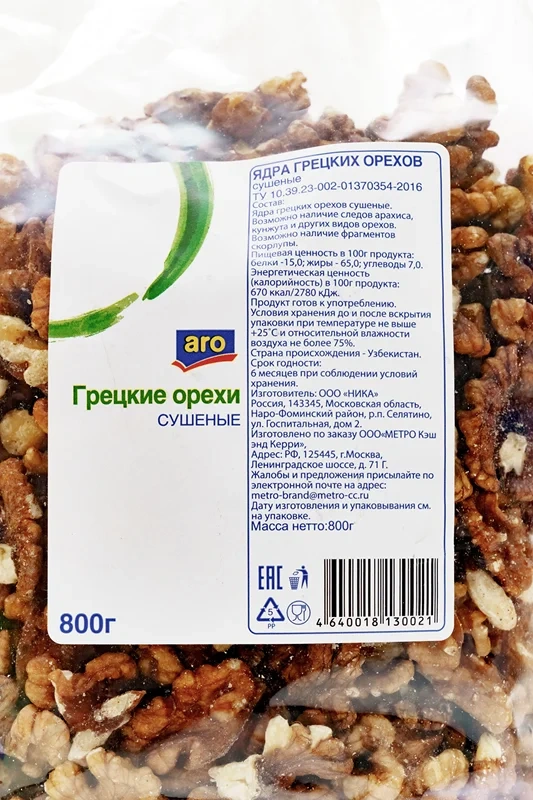 aro
Грецкие орехи
СУШЕНЫЕ
800г
ЯДРА ГРЕЦКИХ ОРЕХОВ
сушеные
ТУ 10.39.23-002-01370354-2016
Состав:
Ядра грецких орехов сушеные.
Возможно наличие следов арахиса,
кунжута и других видов орехов.
Возможно наличие фрагментов
скорлупы.
Пищевая ценность в 100г продукта:
белки -15,0; жиры - 65,0; углеводы 7,0.
Энергетическая ценность
(калорийность) в 100г продукта:
670 ккал/2780 кДж.
Продукт готов к употреблению.
Условия хранения до и после вскрытия
упаковки при температуре не выше
+25˚С и относительной влажности
воздуха не более 75%.
Страна происхождения - Узбекистан.
Срок годности:
6 месяцев при соблюдении условий
хранения.
Изготовитель: ООО «НИКА»
Россия, 143345, Московская область,
Наро-Фоминский район, р.п. Селятино,
ул. Госпитальная, дом 2.
Изготовлено по заказу ООО«МЕТРО Кэш
энд Керри»,
Адрес: РФ, 125445, г.Москва,
Ленинградское шоссе, д. 71 Г.
Жалобы и предложения присылайте по
электронной почте на адрес:
metro-brand@metro-cc.ru
Дату изготовления и упаковывания см.
на упаковке.
Масса нетто:800г
EAC
5
PP
4 640018 130021